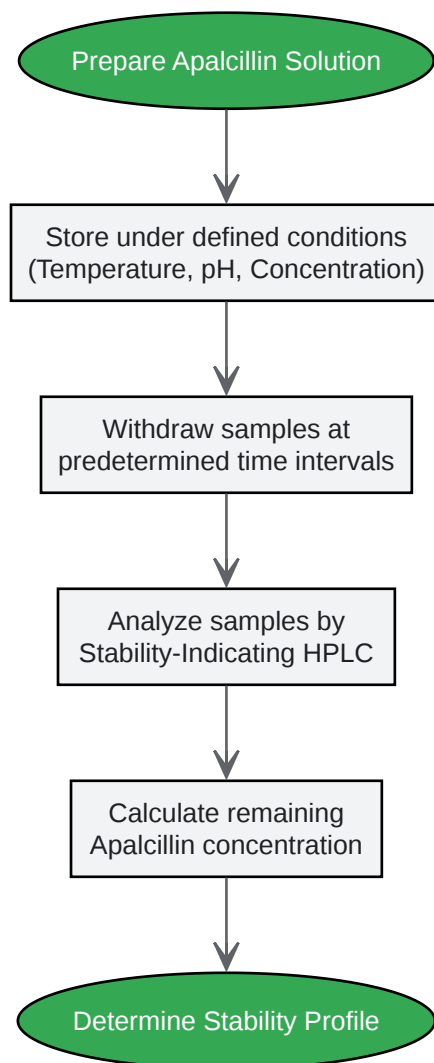 Prepare Apalcillin Solution
Store under defined conditions
(Temperature, pH, Concentration)
Withdraw samples at
predetermined time intervals
Analyze samples by
Stability-Indicating HPLC
Calculate remaining
Apalcillin concentration
Determine Stability Profile